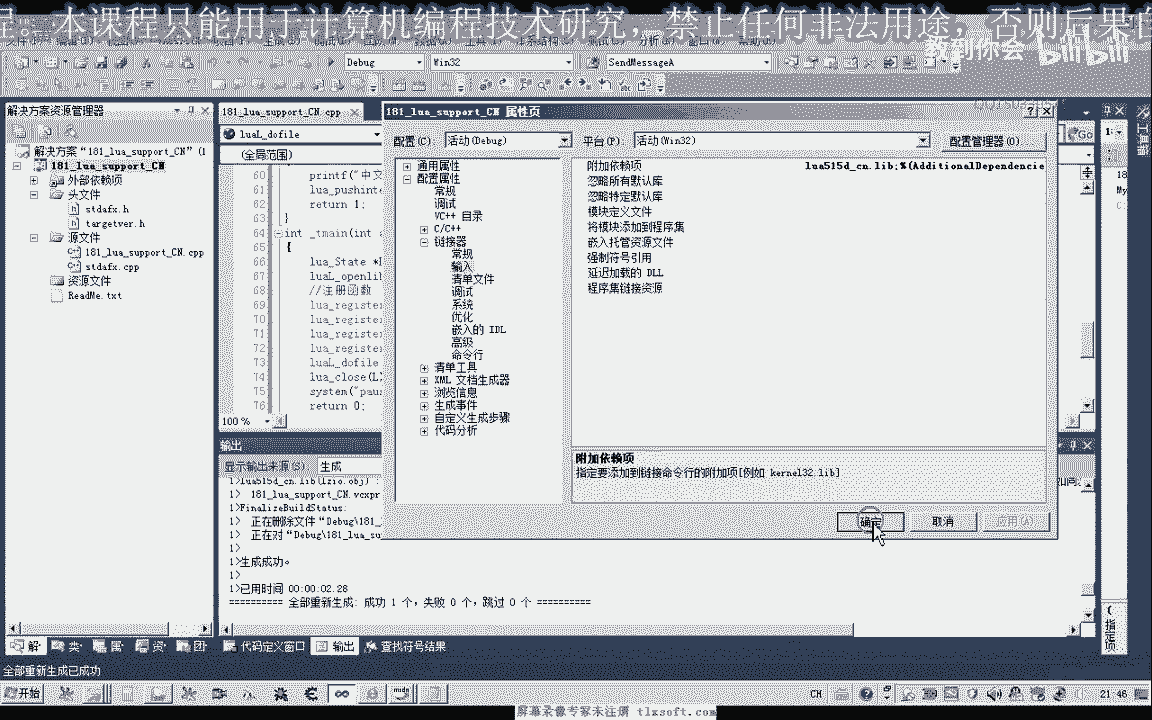 本课程只能用于计算机编程技术研究，禁止任何非法用途，否则后果
教到你会 bilibili
Debug Win32 SendMessageA
解决方案资源管理器
解决方案"181_lua_support_CN" (1
181_lua_support_CN
外部依赖项
头文件
stdafx.h
targetver.h
源文件
181_lua_support_CN.cpp
stdafx.cpp
资源文件
ReadMe.txt
181_lua_support_CN.cpp
luaL_dofile
(全局范围)
60 printf("中文
61 lua_pushint
62 return 1;
63 }
64 int _tmain(int a
65 {
66 lua_State *L
67 luaL_openlib
68 //注册函数
69 lua_register
70 lua_register
71 lua_register
72 lua_register
73 luaL_dofile
74 lua_close(L)
75 system("paus
76 return 0;
100 %
181_lua_support_CN 属性页
配置(C): 活动(Debug) 平台(P): 活动(Win32) 配置管理器(O)
通用属性
配置属性
常规
调试
VC++ 目录
C/C++
链接器
常规
输入
清单文件
调试
系统
优化
嵌入的 IDL
高级
命令行
清单工具
XML 文档生成器
浏览信息
生成事件
自定义生成步骤
代码分析
附加依赖项 lua515d_cn.lib;%(AdditionalDependencie
忽略所有默认库
忽略特定默认库
模块定义文件
将模块添加到程序集
嵌入托管资源文件
强制符号引用
延迟加载的 DLL
程序集链接资源
附加依赖项
指定要添加到链接命令行的附加项[例如 kernel32.lib]
确定 取消 应用(A)
Go
输出
显示输出来源(S): 生成
1>lua515d_cn.lib(lzio.obj)
1> 181_lua_support_CN.vcxpr
1>FinalizeBuildStatus:
1> 正在删除文件"Debug\181_
1> 正在对"Debug\181_lua_su
1>
1>生成成功。
1>
1>已用时间 00:00:02.28
========== 全部重新生成: 成功 1 个，失败 0 个，跳过 0 个 ==========
解· 类· 属· 资· 团· 代码定义窗口 输出 查找符号结果
全部重新生成已成功
开始 CH 21:46
屏幕录像专家未注册 tlxsoft.com